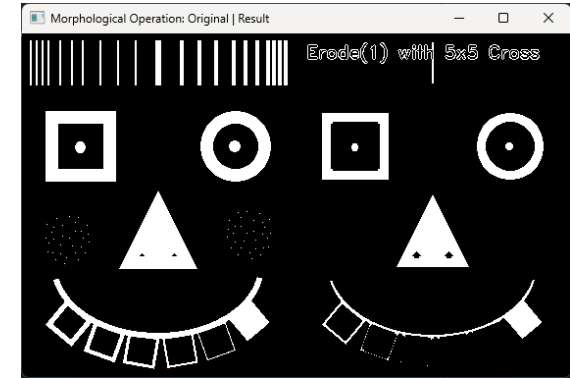 Morphological Operation: Original | Result
Erode(1) with 5x5 Cross